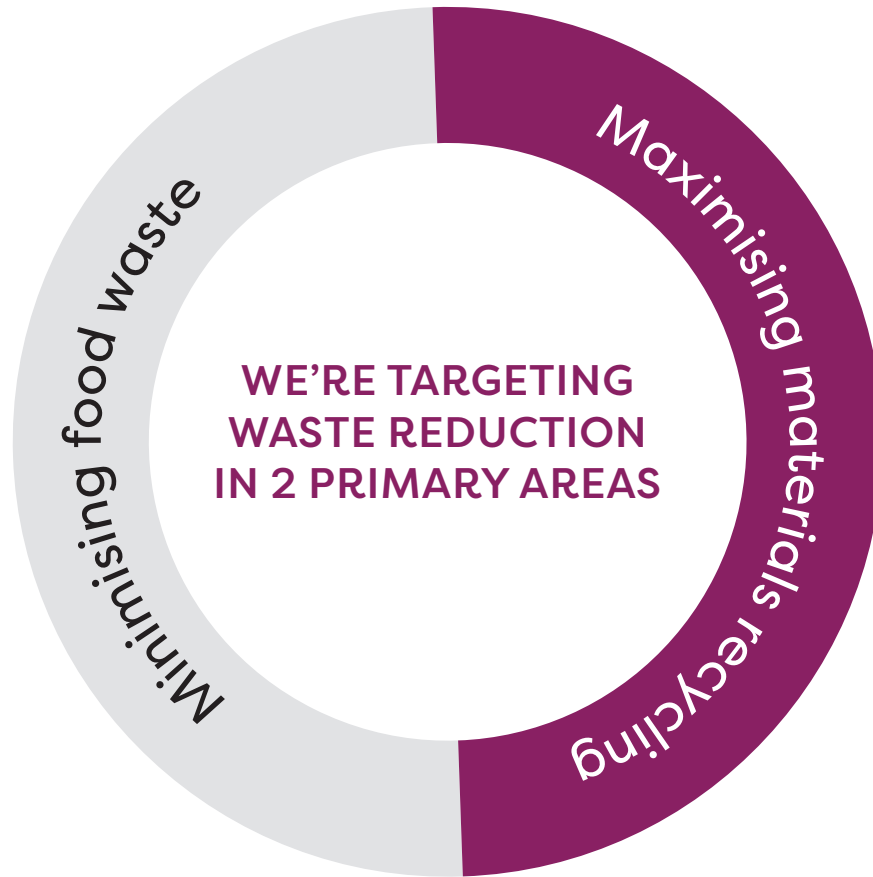 WE’RE TARGETING
WASTE REDUCTION
IN 2 PRIMARY AREAS
Minimising food waste
Maximising materials recycling